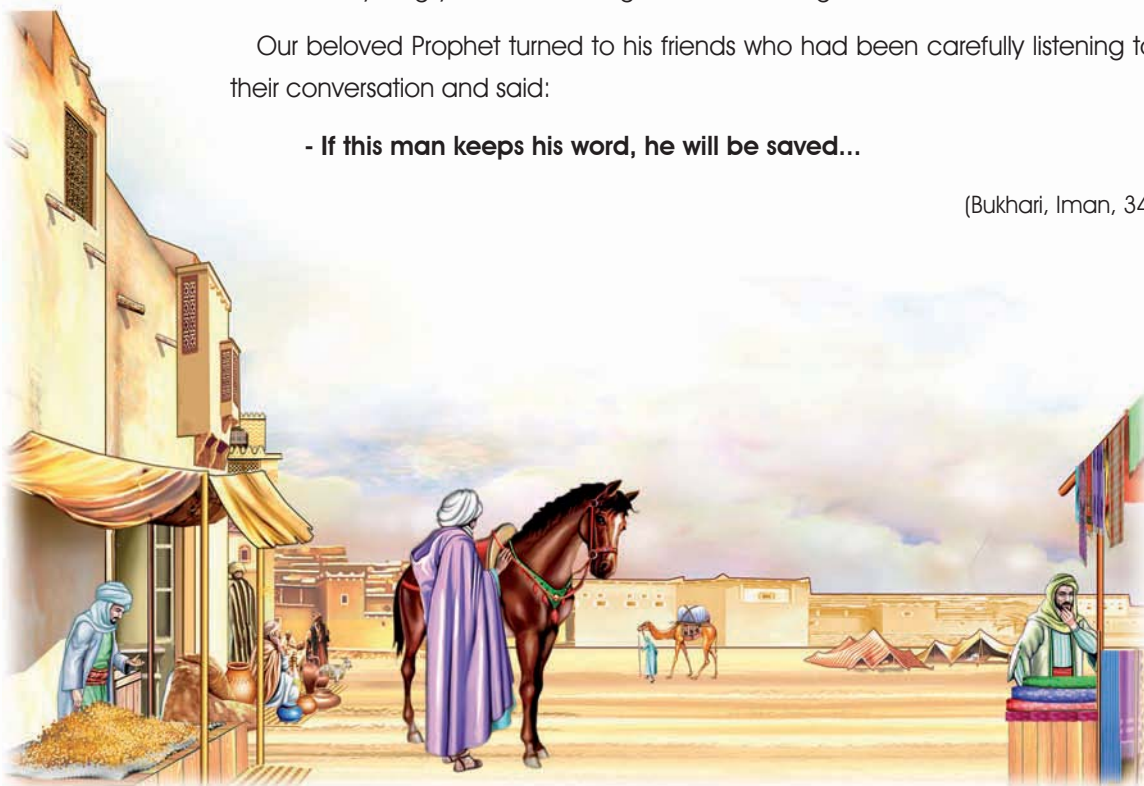 Our beloved Prophet turned to his friends who had been carefully listening
their conversation and said:
- If this man keeps his word, he will be saved...
(Bukhari, Iman, 34